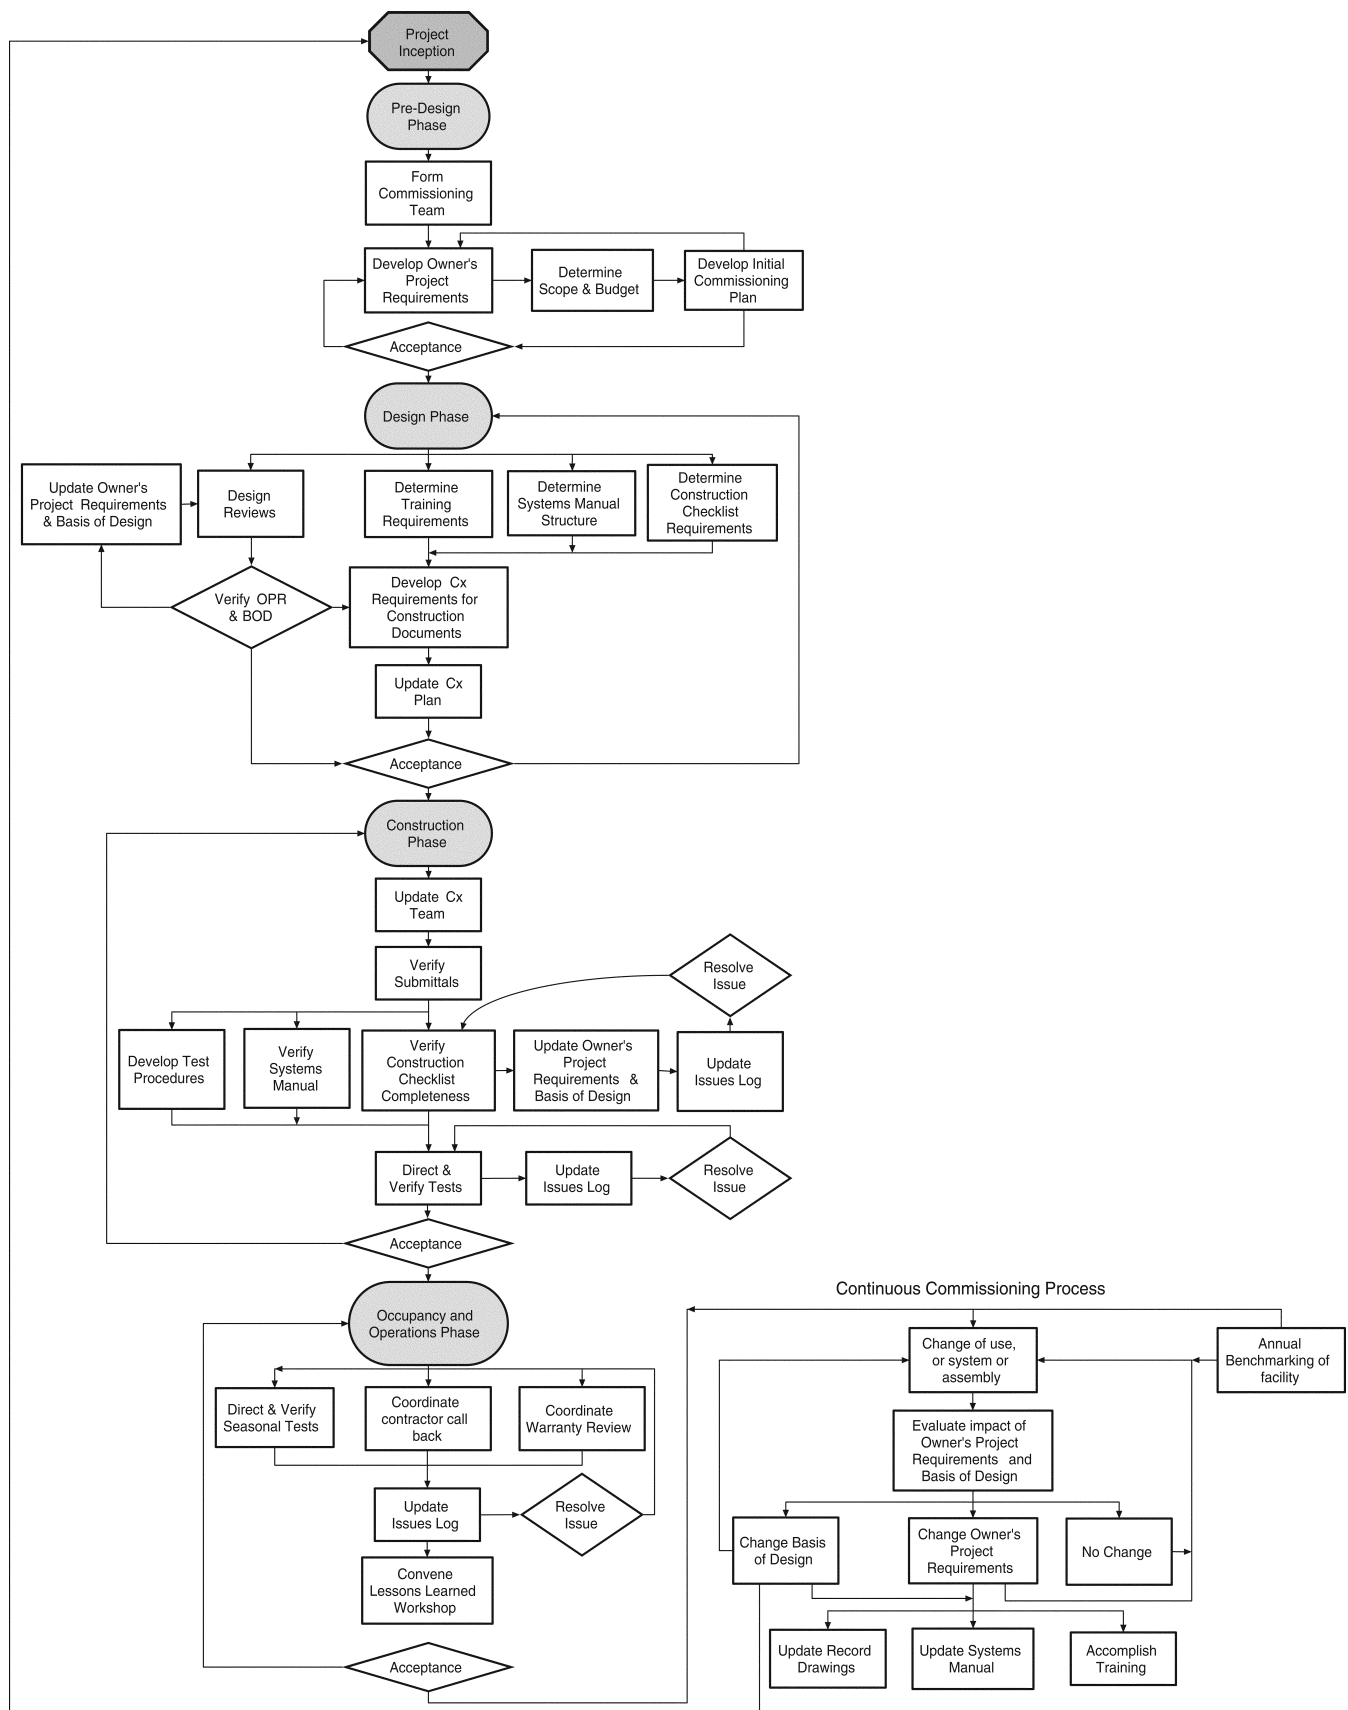 Project
Inception
Pre-Design
Phase
Form
Commissioning
Team
Develop Owner's
Project
Requirements
Determine
Scope & Budget
Develop Initial
Commissioning
Plan
Acceptance
Design Phase
Update Owner's
Project Requirements
& Basis of Design
Design
Reviews
Determine
Training
Requirements
Determine
Systems Manual
Structure
Determine
Construction
Checklist
Requirements
Verify OPR
& BOD
Develop Cx
Requirements for
Construction
Documents
Update Cx
Plan
Acceptance
Construction
Phase
Update Cx
Team
Verify
Submittals
Resolve
Issue
Develop Test
Procedures
Verify
Systems
Manual
Verify
Construction
Checklist
Completeness
Update Owner's
Project
Requirements &
Basis of Design
Update
Issues Log
Direct &
Verify Tests
Update
Issues Log
Resolve
Issue
Acceptance
Occupancy and
Operations Phase
Direct & Verify
Seasonal Tests
Coordinate
contractor call
back
Coordinate
Warranty Review
Update
Issues Log
Resolve
Issue
Convene
Lessons Learned
Workshop
Acceptance
Continuous Commissioning Process
Change of use,
or system or
assembly
Annual
Benchmarking of
facility
Evaluate impact of
Owner's Project
Requirements and
Basis of Design
Change Basis
of Design
Change Owner's
Project
Requirements
No Change
Update Record
Drawings
Update Systems
Manual
Accomplish
Training